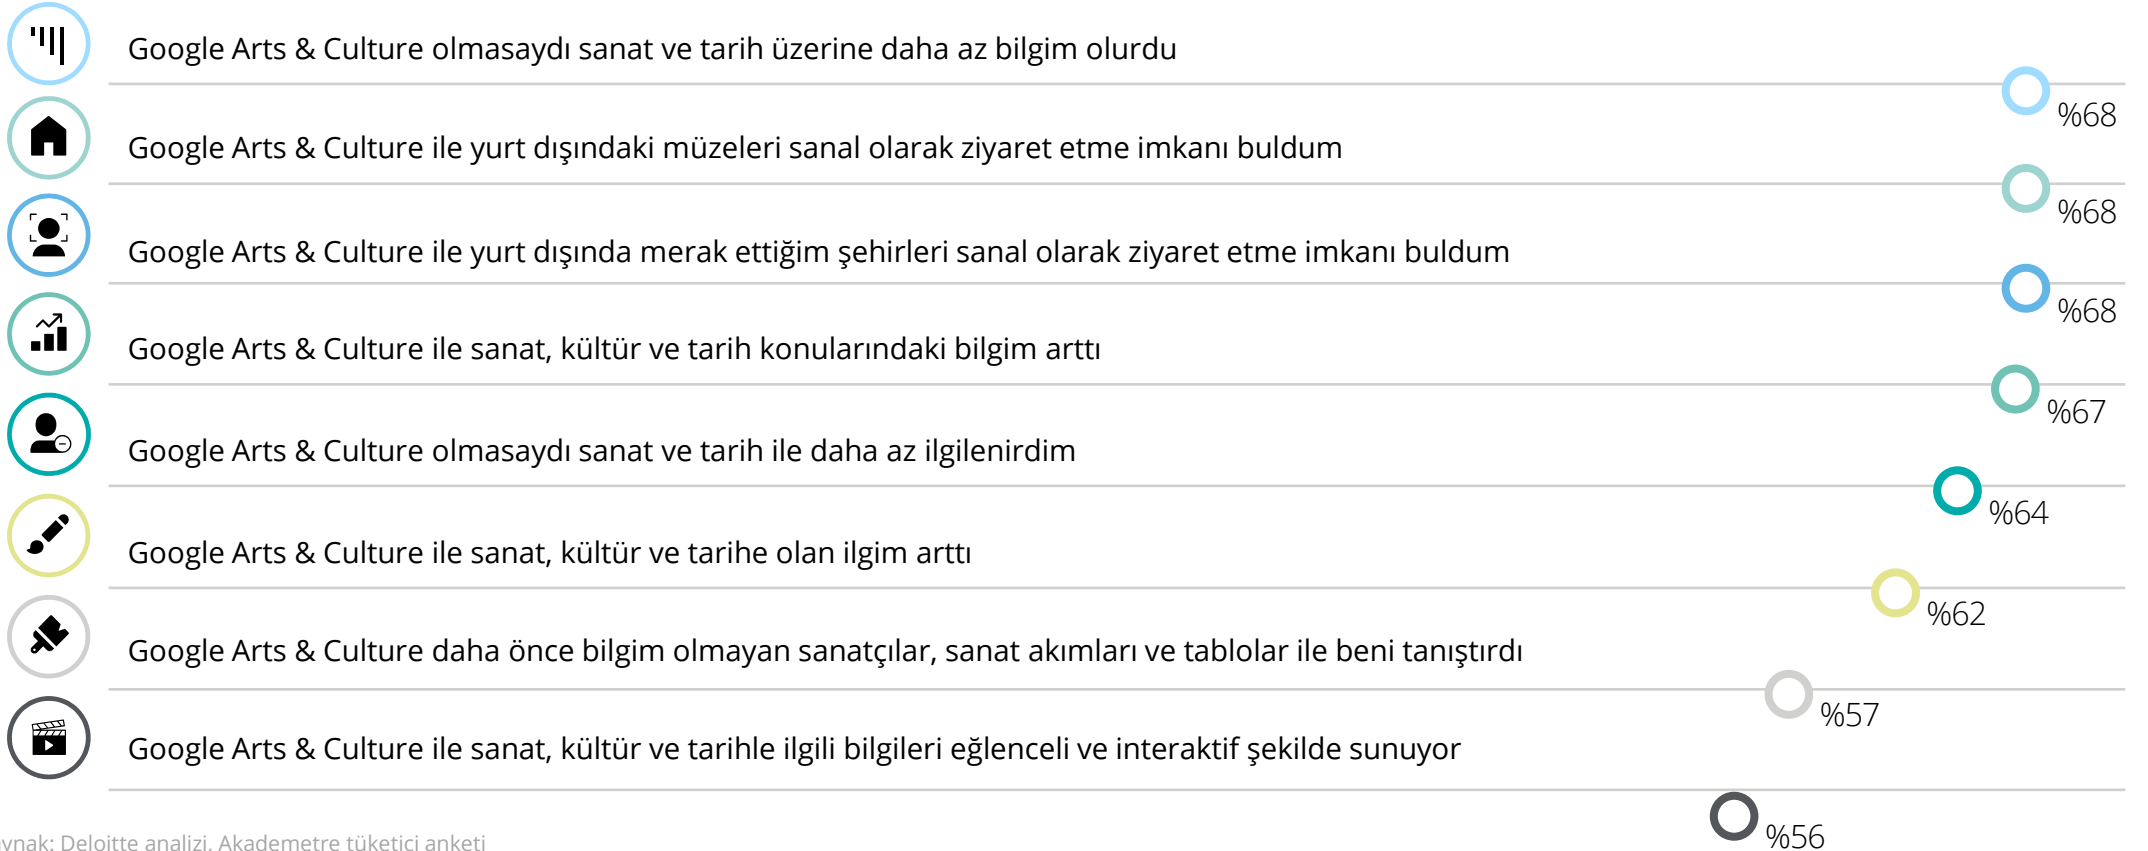 Google Arts & Culture olmasaydı sanat ve tarih üzerine daha az bilgim olurdu
%68
Google Arts & Culture ile yurt dışındaki müzeleri sanal olarak ziyaret etme imkanı buldum
%68
Google Arts & Culture ile yurt dışında merak ettiğim şehirleri sanal olarak ziyaret etme imkanı buldum
%68
Google Arts & Culture ile sanat, kültür ve tarih konularındaki bilgim arttı
%67
Google Arts & Culture olmasaydı sanat ve tarih ile daha az ilgilenirdim
%64
Google Arts & Culture ile sanat, kültür ve tarihe olan ilgim arttı
%62
Google Arts & Culture daha önce bilgim olmayan sanatçılar, sanat akımları ve tablolar ile beni tanıştırdı
%57
Google Arts & Culture ile sanat, kültür ve tarihle ilgili bilgileri eğlenceli ve interaktif şekilde sunuyor
%56
Deloitte analizi, Akademetre tüketici anketi